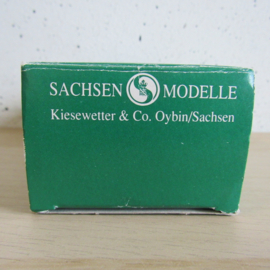 SACHSEN MODELLE
Kiesewetter & Co. Oybin/Sachsen